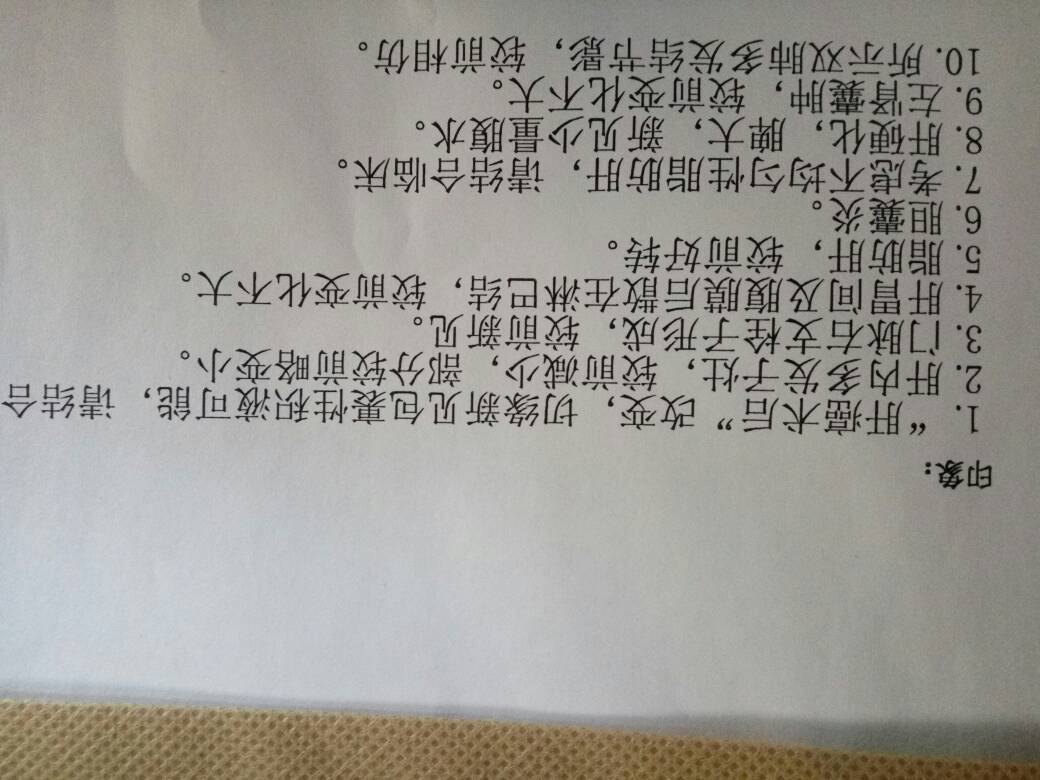 印象：
1. “肝癌术后”改变，切缘新见包裹性积液可能，请结合
2. 肝内多发子灶，较前减少，部分较前略变小。
3. 门脉右支栓子形成，较前新见。
4. 肝胃间及腹膜后散在淋巴结，较前变化不大。
5. 脂肪肝，较前好转。
6. 胆囊炎。
7. 考虑不均匀性脂肪肝，请结合临床。
8. 肝硬化，脾大，新见少量腹水。
9. 左肾囊肿，较前变化不大。
10. 所示双肺多发结节影，较前相仿。